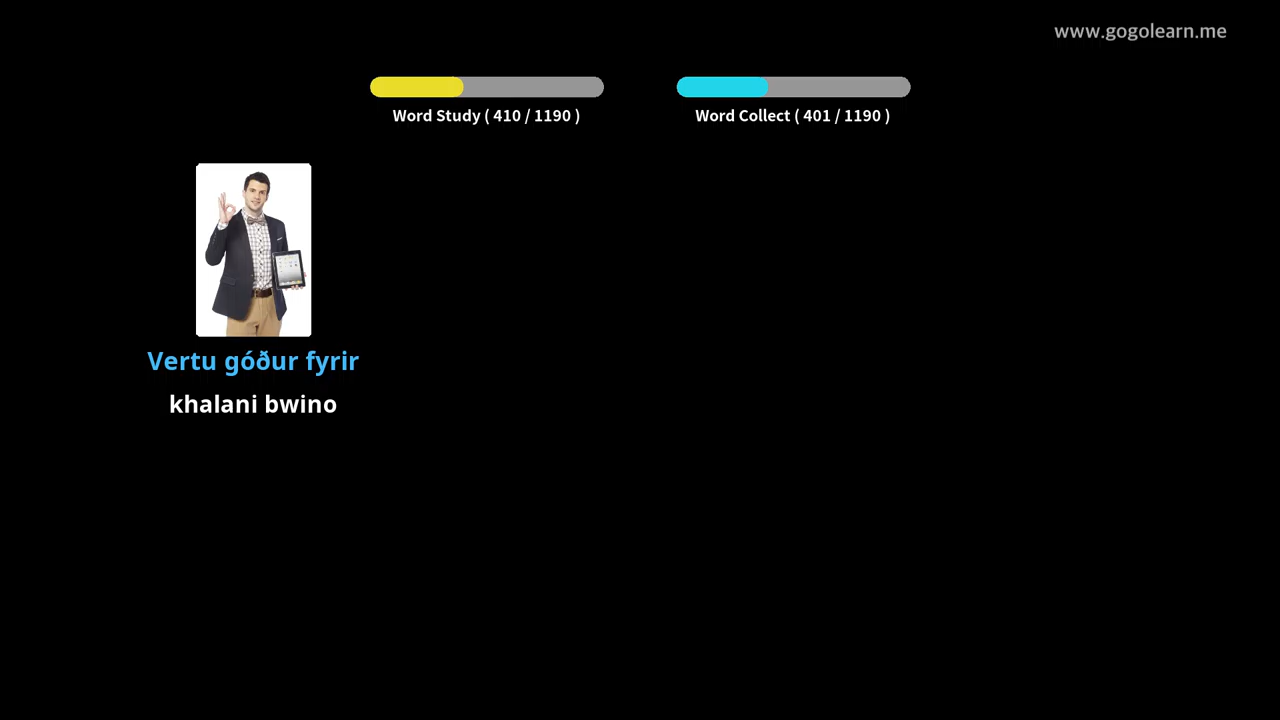 www.gogolearn.me
Word Study ( 410 / 1190 )
Word Collect ( 401 / 1190 )
Vertu góður fyrir
khalani bwino